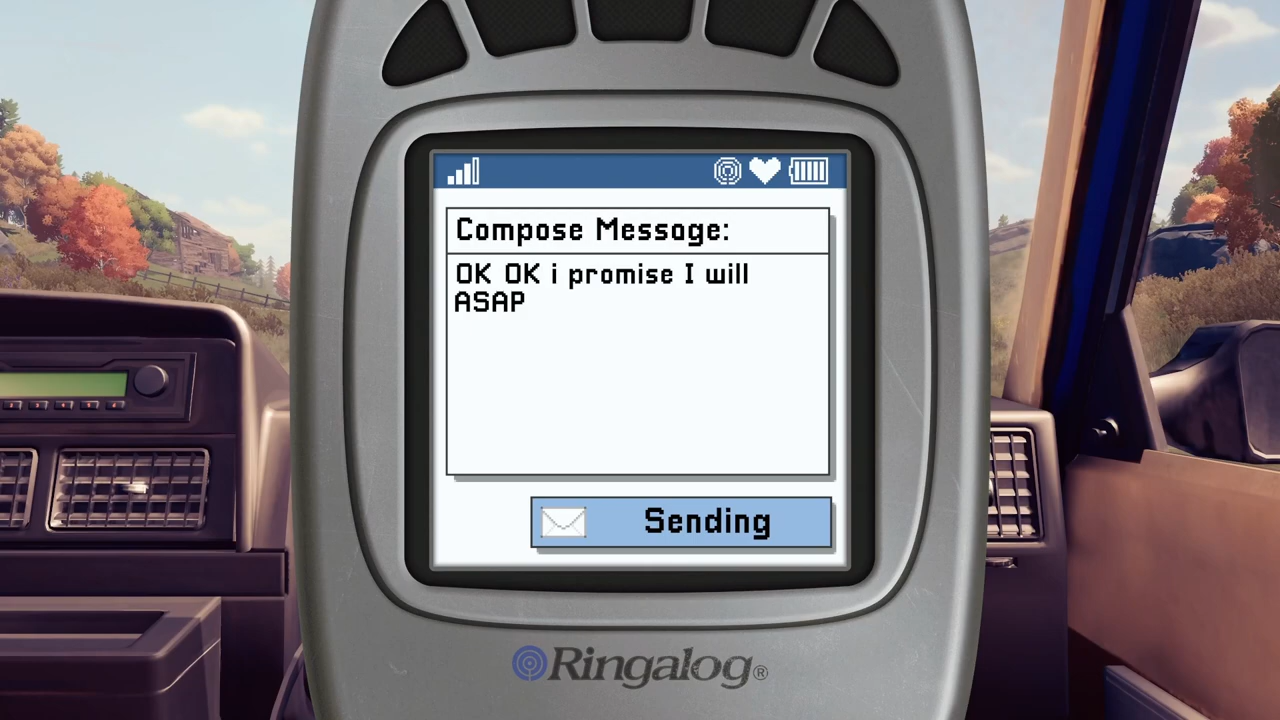 Compose Message:
OK OK i promise I will
ASAP
Sending
Ringalog®